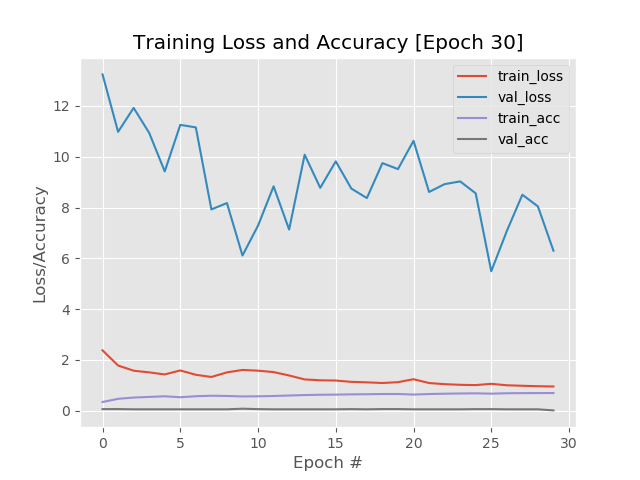 Training Loss and Accuracy [Epoch 30]
train_loss
val_loss
train_acc
val_acc
Loss/Accuracy
12
10
8
6
4
2
0
0 5 10 15 20 25 30
Epoch #